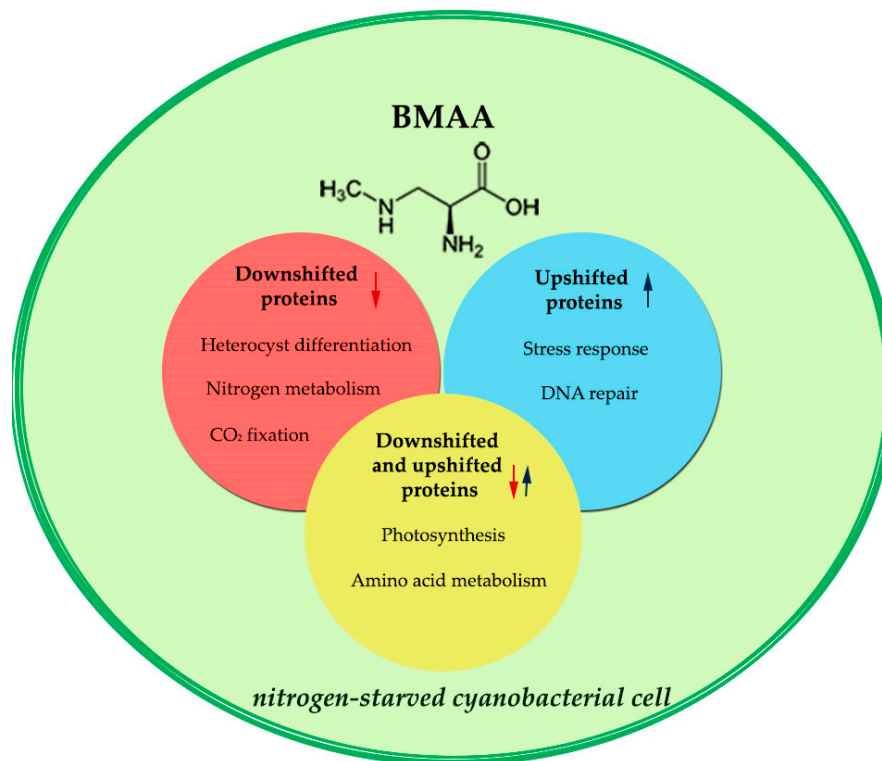 BMAA
O
H₃C
N
H
OH
NH₂
Downshifted
proteins
Heterocyst differentiation
Nitrogen metabolism
CO₂ fixation
Upshifted
proteins
Stress response
DNA repair
Downshifted
and upshifted
proteins
Photosynthesis
Amino acid metabolism
nitrogen-starved cyanobacterial cell